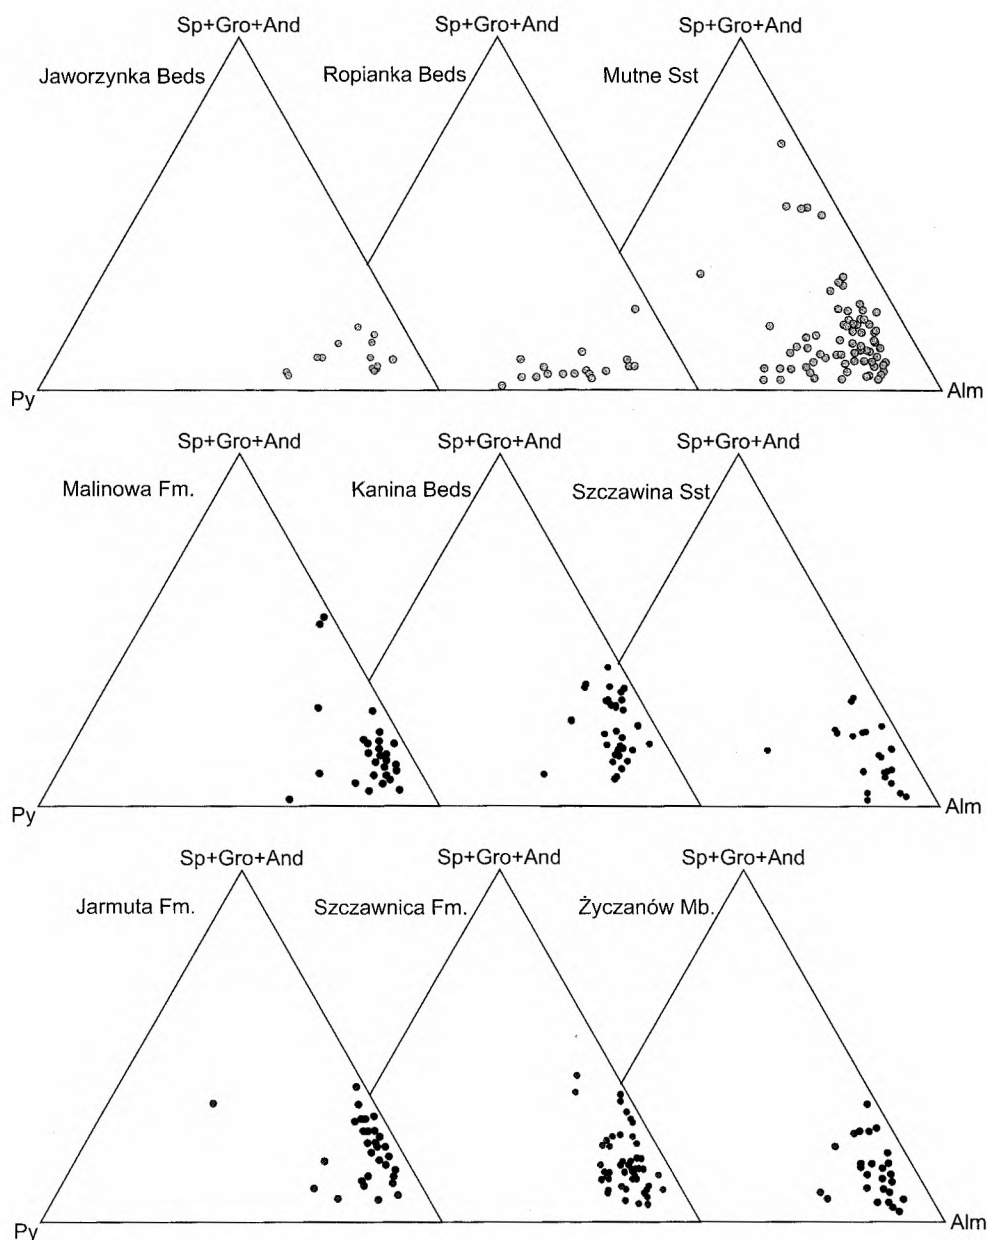 Sp+Gro+And Sp+Gro+And Sp+Gro+And
Jaworzynka Beds Ropianka Beds Mutne Sst
Py Alm
Sp+Gro+And Sp+Gro+And Sp+Gro+And
Malinowa Fm. Kanina Beds Szczawina Sst
Py Alm
Sp+Gro+And Sp+Gro+And Sp+Gro+And
Jarmuta Fm. Szczawnica Fm. Życzanów Mb.
Py Alm